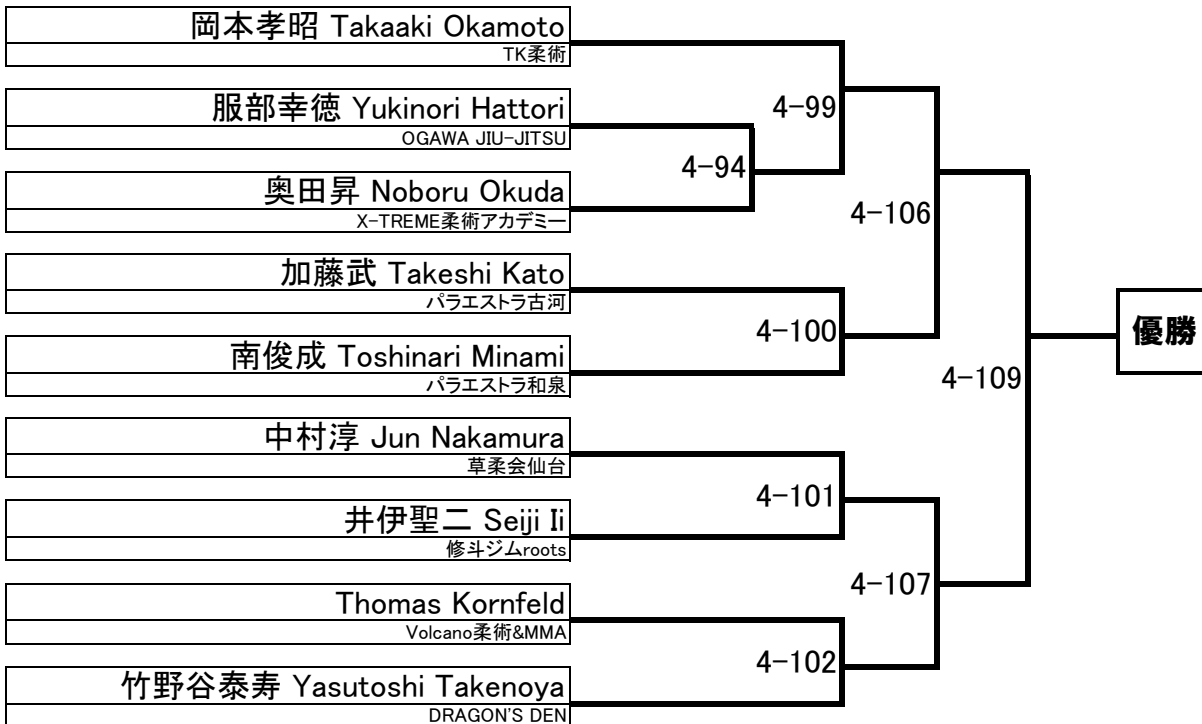 岡本孝昭 Takaaki Okamoto
TK柔術
服部幸徳 Yukinori Hattori
OGAWA JIU-JITSU
奥田昇 Noboru Okuda
X-TREME柔術アカデミー
加藤武 Takeshi Kato
パラエストラ古河
南俊成 Toshinari Minami
パラエストラ和泉
中村淳 Jun Nakamura
草柔会仙台
井伊聖二 Seiji Ii
修斗ジムroots
Thomas Kornfeld
Volcano柔術&MMA
竹野谷泰寿 Yasutoshi Takenoya
DRAGON'S DEN
4-94
4-99
4-100
4-101
4-102
4-106
4-107
4-109
優勝